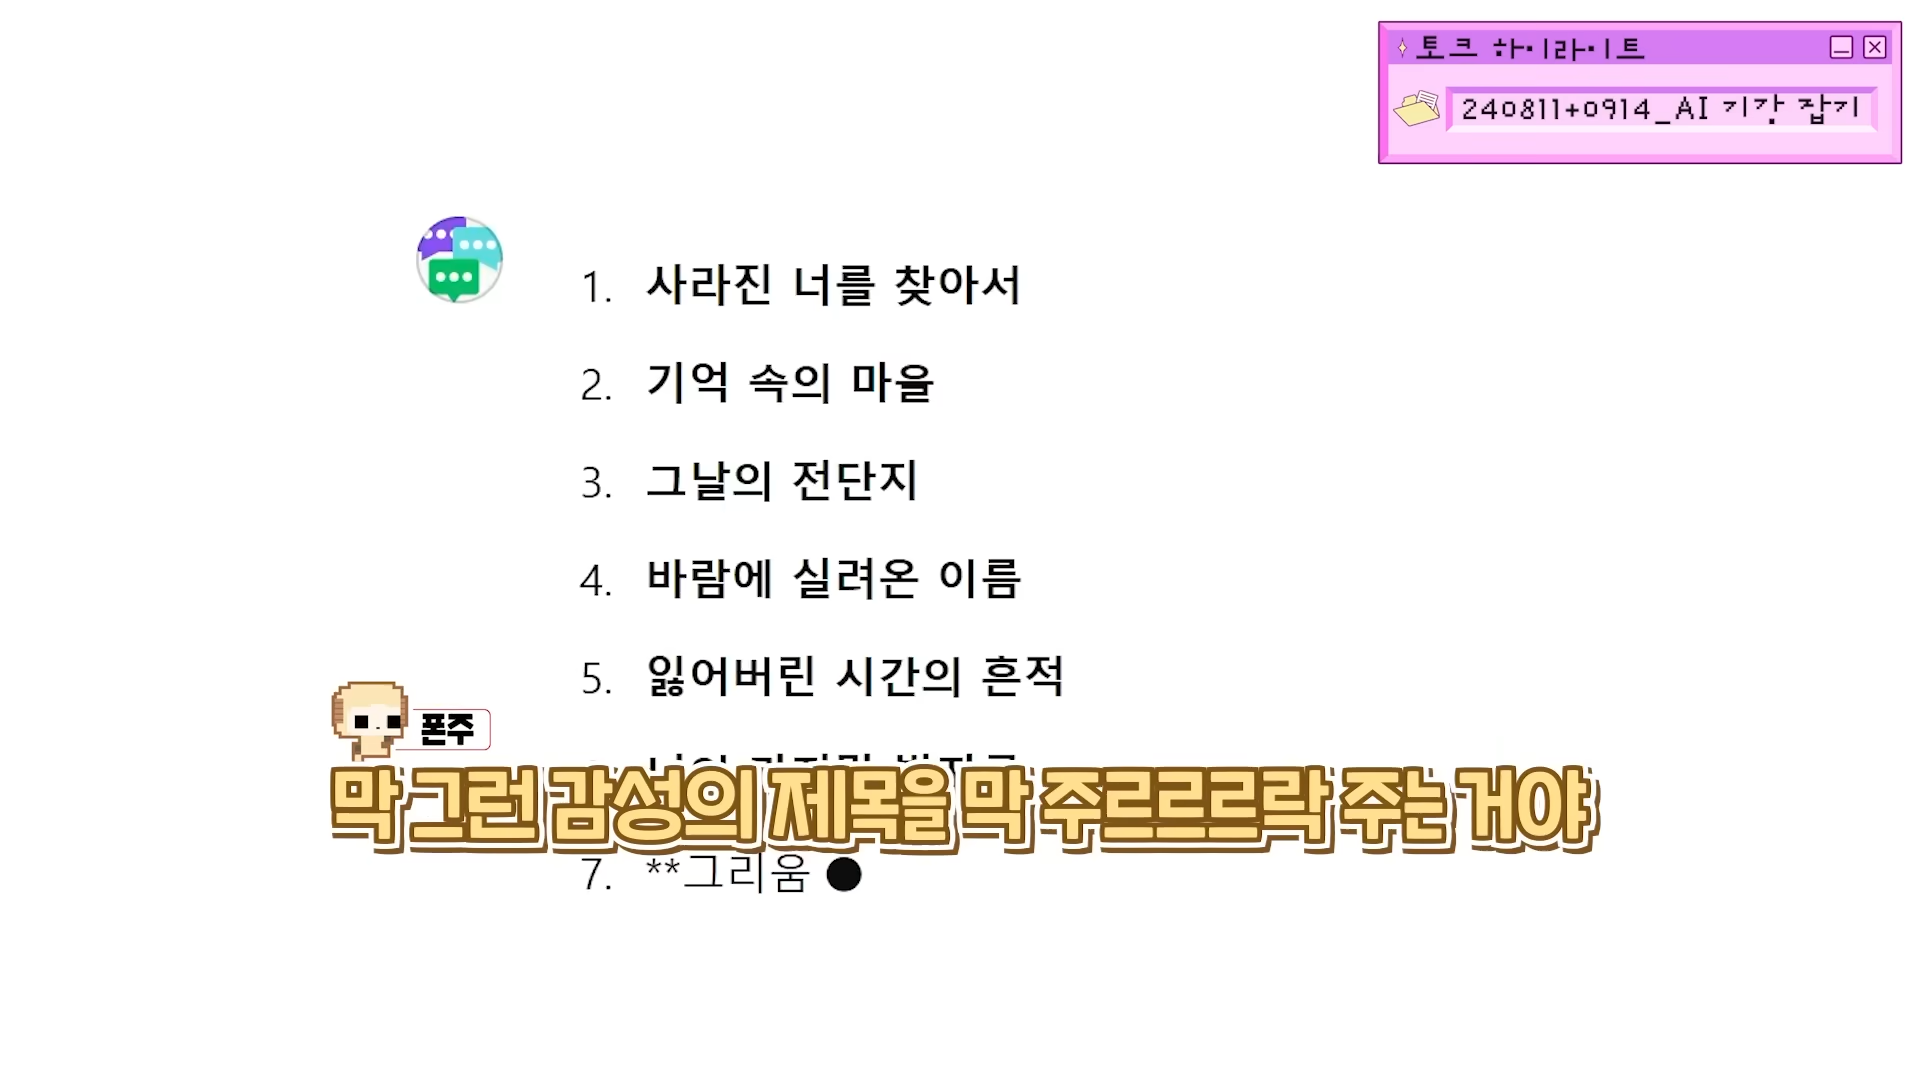 토크 하이라이트
240811+0914_AI 기강 잡기
1. 사라진 너를 찾아서
2. 기억 속의 마을
3. 그날의 전단지
4. 바람에 실려온 이름
5. 잃어버린 시간의 흔적
폰주
막 그런 감성의 제목을 막 주르르르락 주는 거야
7. **그리움 ●